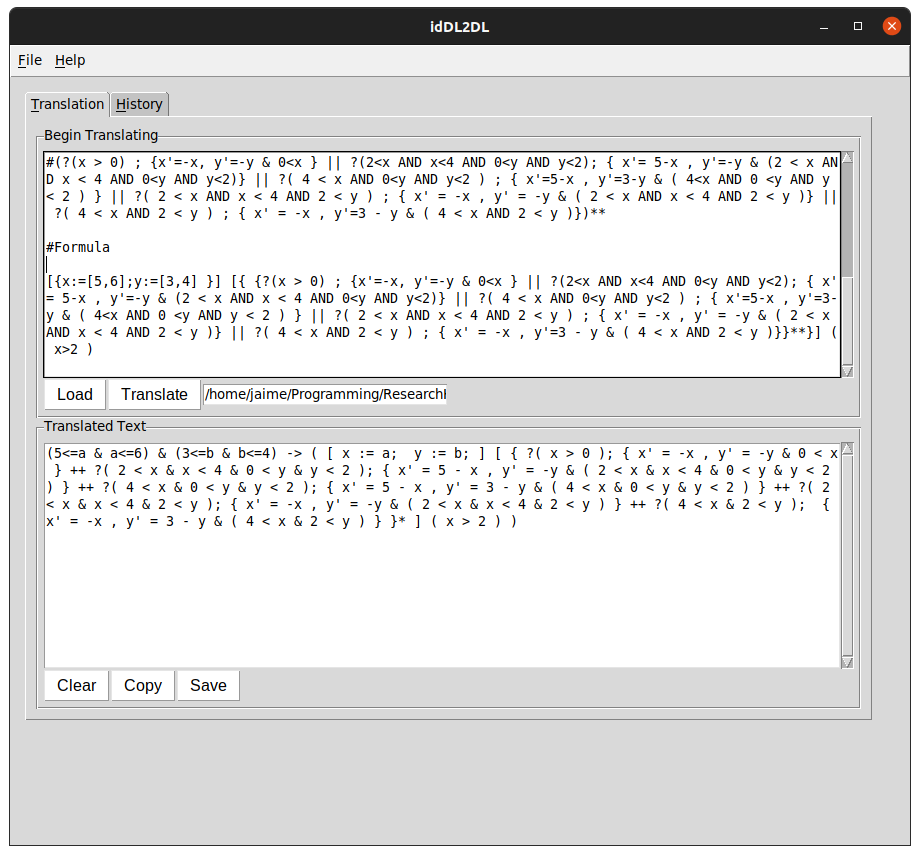 idDL2DL
File Help
Translation History
Begin Translating
#(?(x > 0) ; {x'=-x, y'=-y & 0<x } || ?(2<x AND x<4 AND 0<y AND y<2); { x'= 5-x , y'=-y & (2 < x AN
D x < 4 AND 0<y AND y<2)} || ?( 4 < x AND 0<y AND y<2 ) ; { x'=5-x , y'=3-y & ( 4<x AND 0 <y AND y
< 2 ) } || ?( 2 < x AND x < 4 AND 2 < y ) ; { x' = -x , y' = -y & ( 2 < x AND x < 4 AND 2 < y )} ||
?( 4 < x AND 2 < y ) ; { x' = -x , y'=3 - y & ( 4 < x AND 2 < y )})**
#Formula
[{x:=[5,6];y:=[3,4] }] [{ {?(x > 0) ; {x'=-x, y'=-y & 0<x } || ?(2<x AND x<4 AND 0<y AND y<2); { x'
= 5-x , y'=-y & (2 < x AND x < 4 AND 0<y AND y<2)} || ?( 4 < x AND 0<y AND y<2 ) ; { x'=5-x , y'=3-
y & ( 4<x AND 0 <y AND y < 2 ) } || ?( 2 < x AND x < 4 AND 2 < y ) ; { x' = -x , y' = -y & ( 2 < x
AND x < 4 AND 2 < y )} || ?( 4 < x AND 2 < y ) ; { x' = -x , y'=3 - y & ( 4 < x AND 2 < y )}}**}] (
x>2 )
Load Translate /home/jaime/Programming/Research
Translated Text
(5<=a & a<=6) & (3<=b & b<=4) -> ( [ x := a;  y := b; ] [ { ?( x > 0 ); { x' = -x , y' = -y & 0 < x
} ++ ?( 2 < x & x < 4 & 0 < y & y < 2 ); { x' = 5 - x , y' = -y & ( 2 < x & x < 4 & 0 < y & y < 2
) } ++ ?( 4 < x & 0 < y & y < 2 ); { x' = 5 - x , y' = 3 - y & ( 4 < x & 0 < y & y < 2 ) } ++ ?( 2
< x & x < 4 & 2 < y ); { x' = -x , y' = -y & ( 2 < x & x < 4 & 2 < y ) } ++ ?( 4 < x & 2 < y );  {
x' = -x , y' = 3 - y & ( 4 < x & 2 < y ) } }* ] ( x > 2 ) )
Clear Copy Save